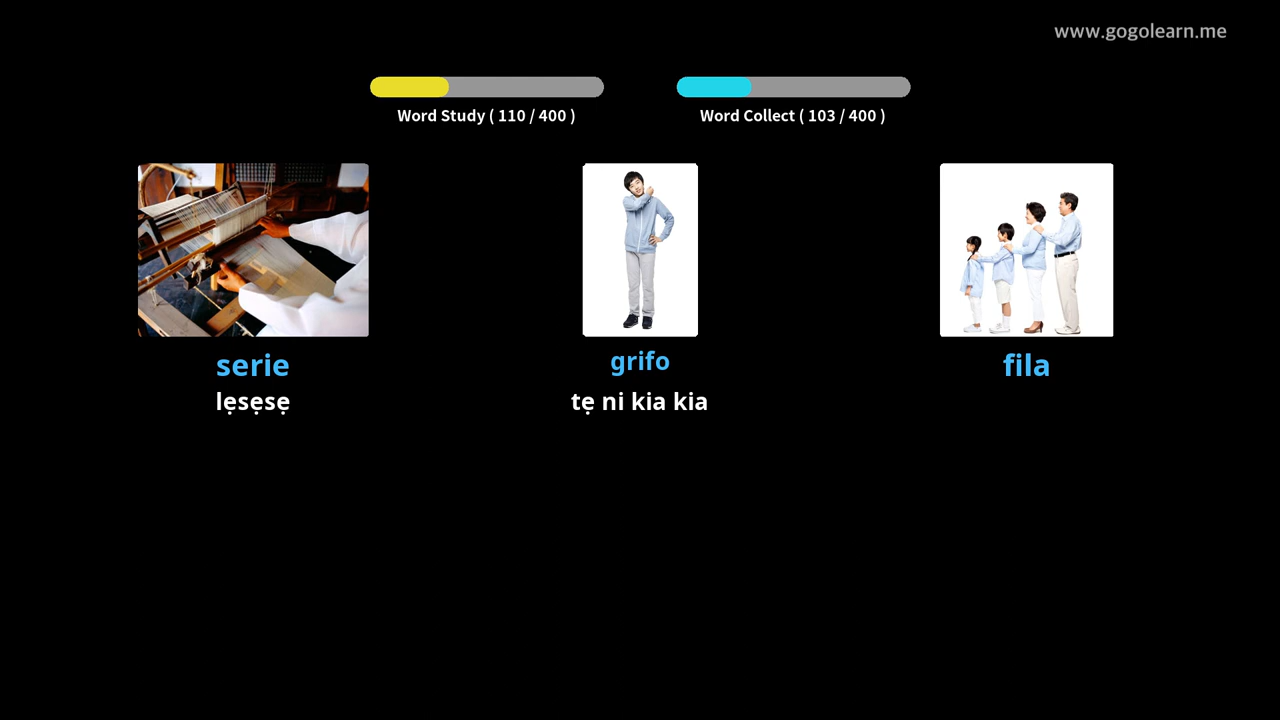 www.gogolearn.me
Word Study ( 110 / 400 )
Word Collect ( 103 / 400 )
serie
lẹsẹsẹ
grifo
tẹ ni kia kia
fila